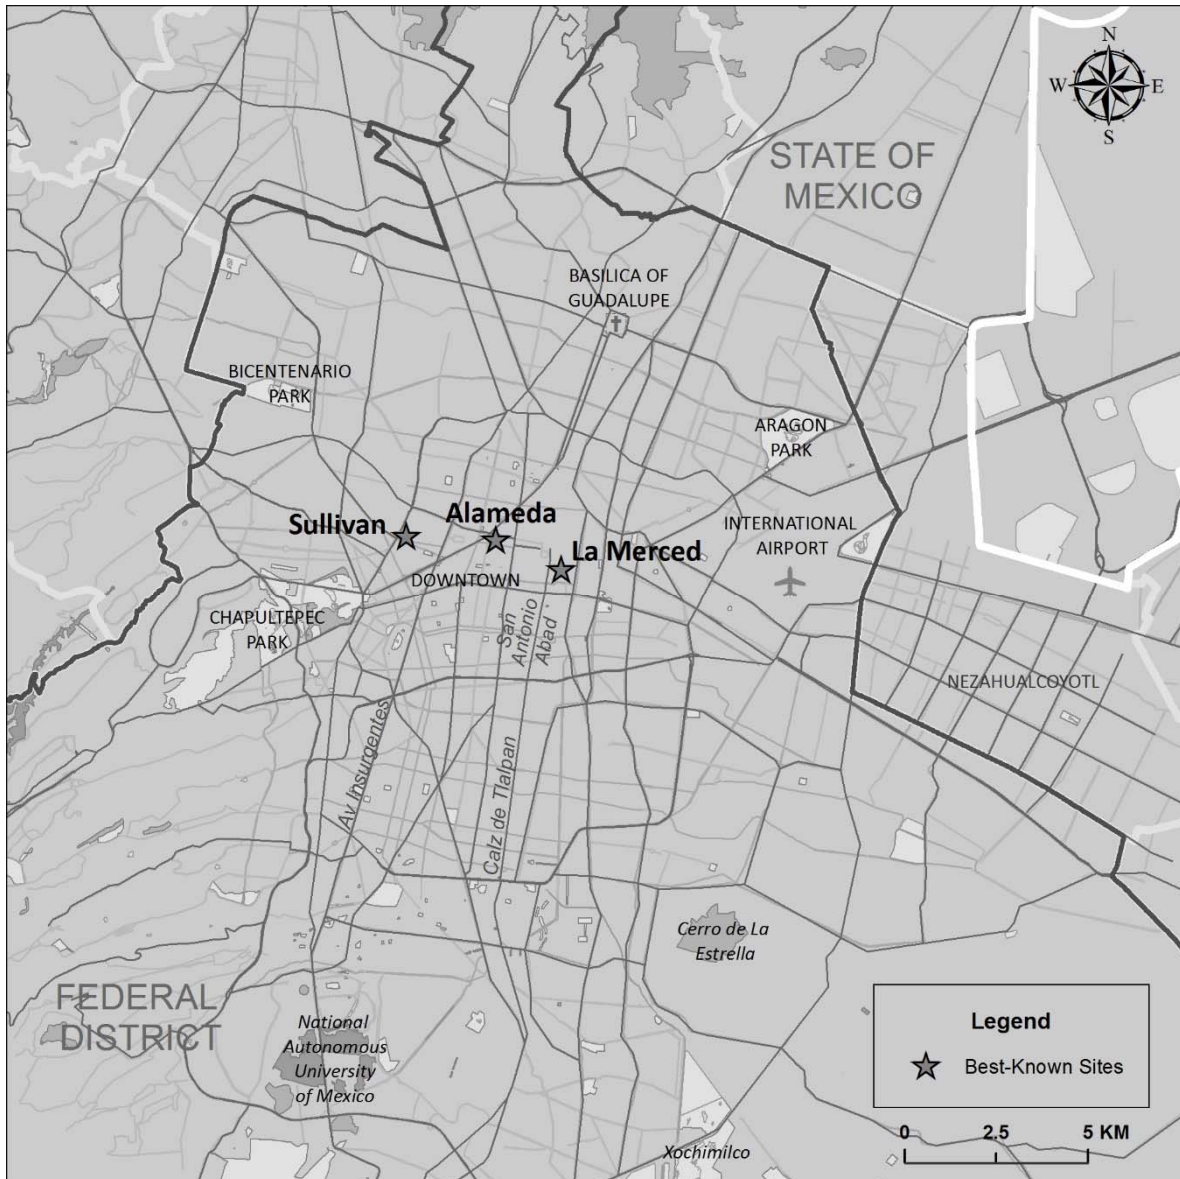 N
W E
S
STATE OF
MEXICO
BASILICA OF
GUADALUPE
BICENTENARIO
PARK
ARAGON
PARK
Sullivan
Alameda
La Merced
INTERNATIONAL
AIRPORT
DOWNTOWN
CHAPULTEPEC
PARK
San
Antonio
Abad
NEZAHUALCOYOTL
Av Insurgentes
Calz de Tlalpan
Cerro de La
Estrella
FEDERAL
DISTRICT
National
Autonomous
University
of Mexico
Xochimilco
Legend
Best-Known Sites
0 2.5 5 KM